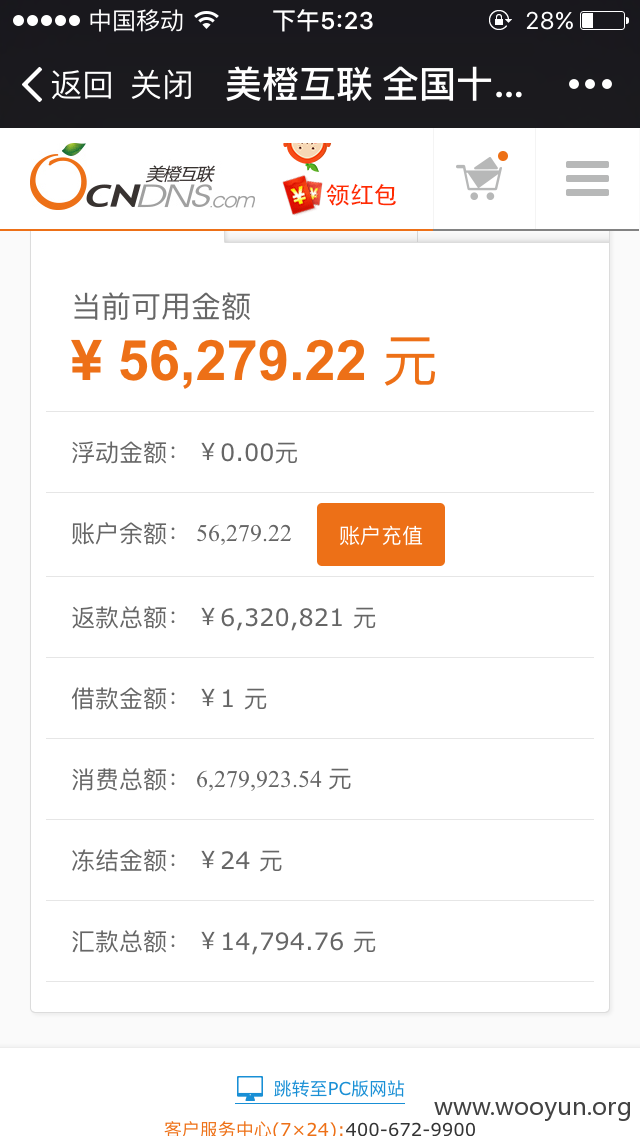 中国移动 下午5:23 28%
返回 关闭 美橙互联 全国十...
美橙互联
CNDNS.com
¥ ¥ 领红包
当前可用金额
¥ 56,279.22 元
浮动金额： ¥0.00元
账户余额： 56,279.22 账户充值
返款总额： ¥6,320,821 元
借款金额： ¥1 元
消费总额： 6,279,923.54 元
冻结金额： ¥24 元
汇款总额： ¥14,794.76 元
跳转至PC版网站
www.wooyun.org
客户服务中心(7×24):400-672-9900